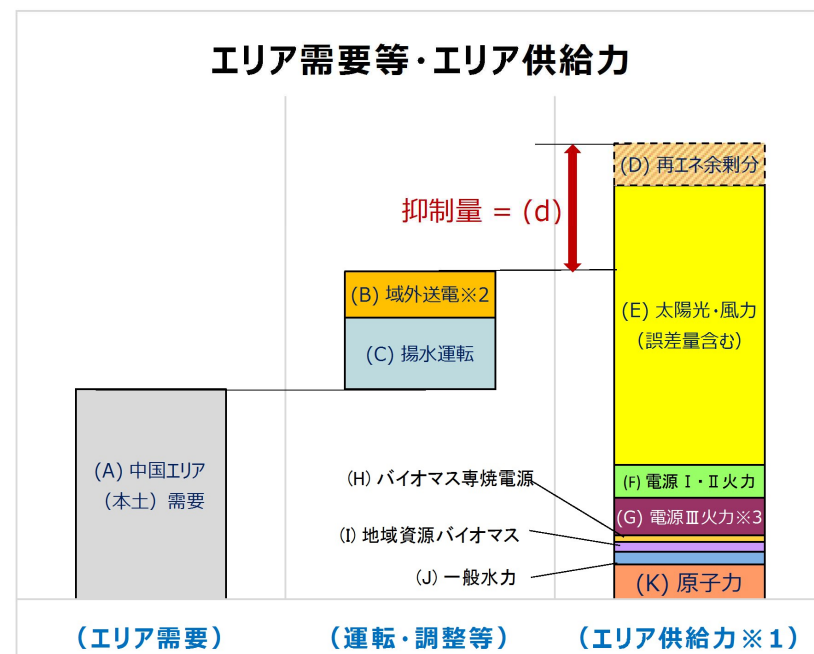 エリア需要等・エリア供給力
(D) 再エネ余剰分
抑制量 = (d)
(B) 域外送電※2
(C) 揚水運転
(E) 太陽光・風力
(誤差量含む)
(A) 中国エリア
(本土) 需要
(H) バイオマス専焼電源
(F) 電源Ⅰ・Ⅱ火力
(G) 電源Ⅲ火力※3
(I) 地域資源バイオマス
(J) 一般水力
(K) 原子力
(エリア需要)
(運転・調整等)
(エリア供給力※1)